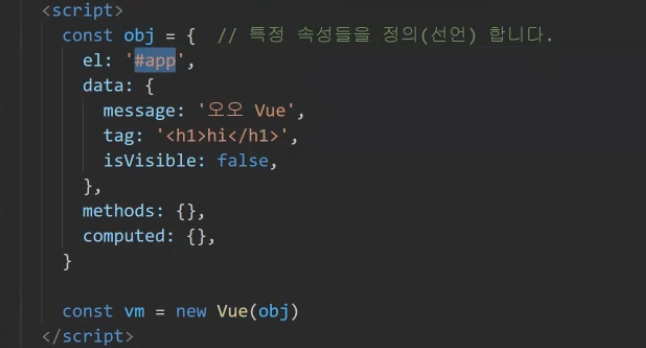 <script>
const obj = {  // 특정 속성들을 정의(선언) 합니다.
el: '#app',
data: {
message: '오오 Vue',
tag: '<h1>hi</h1>',
isVisible: false,
},
methods: {},
computed: {},
}
const vm = new Vue(obj)
</script>